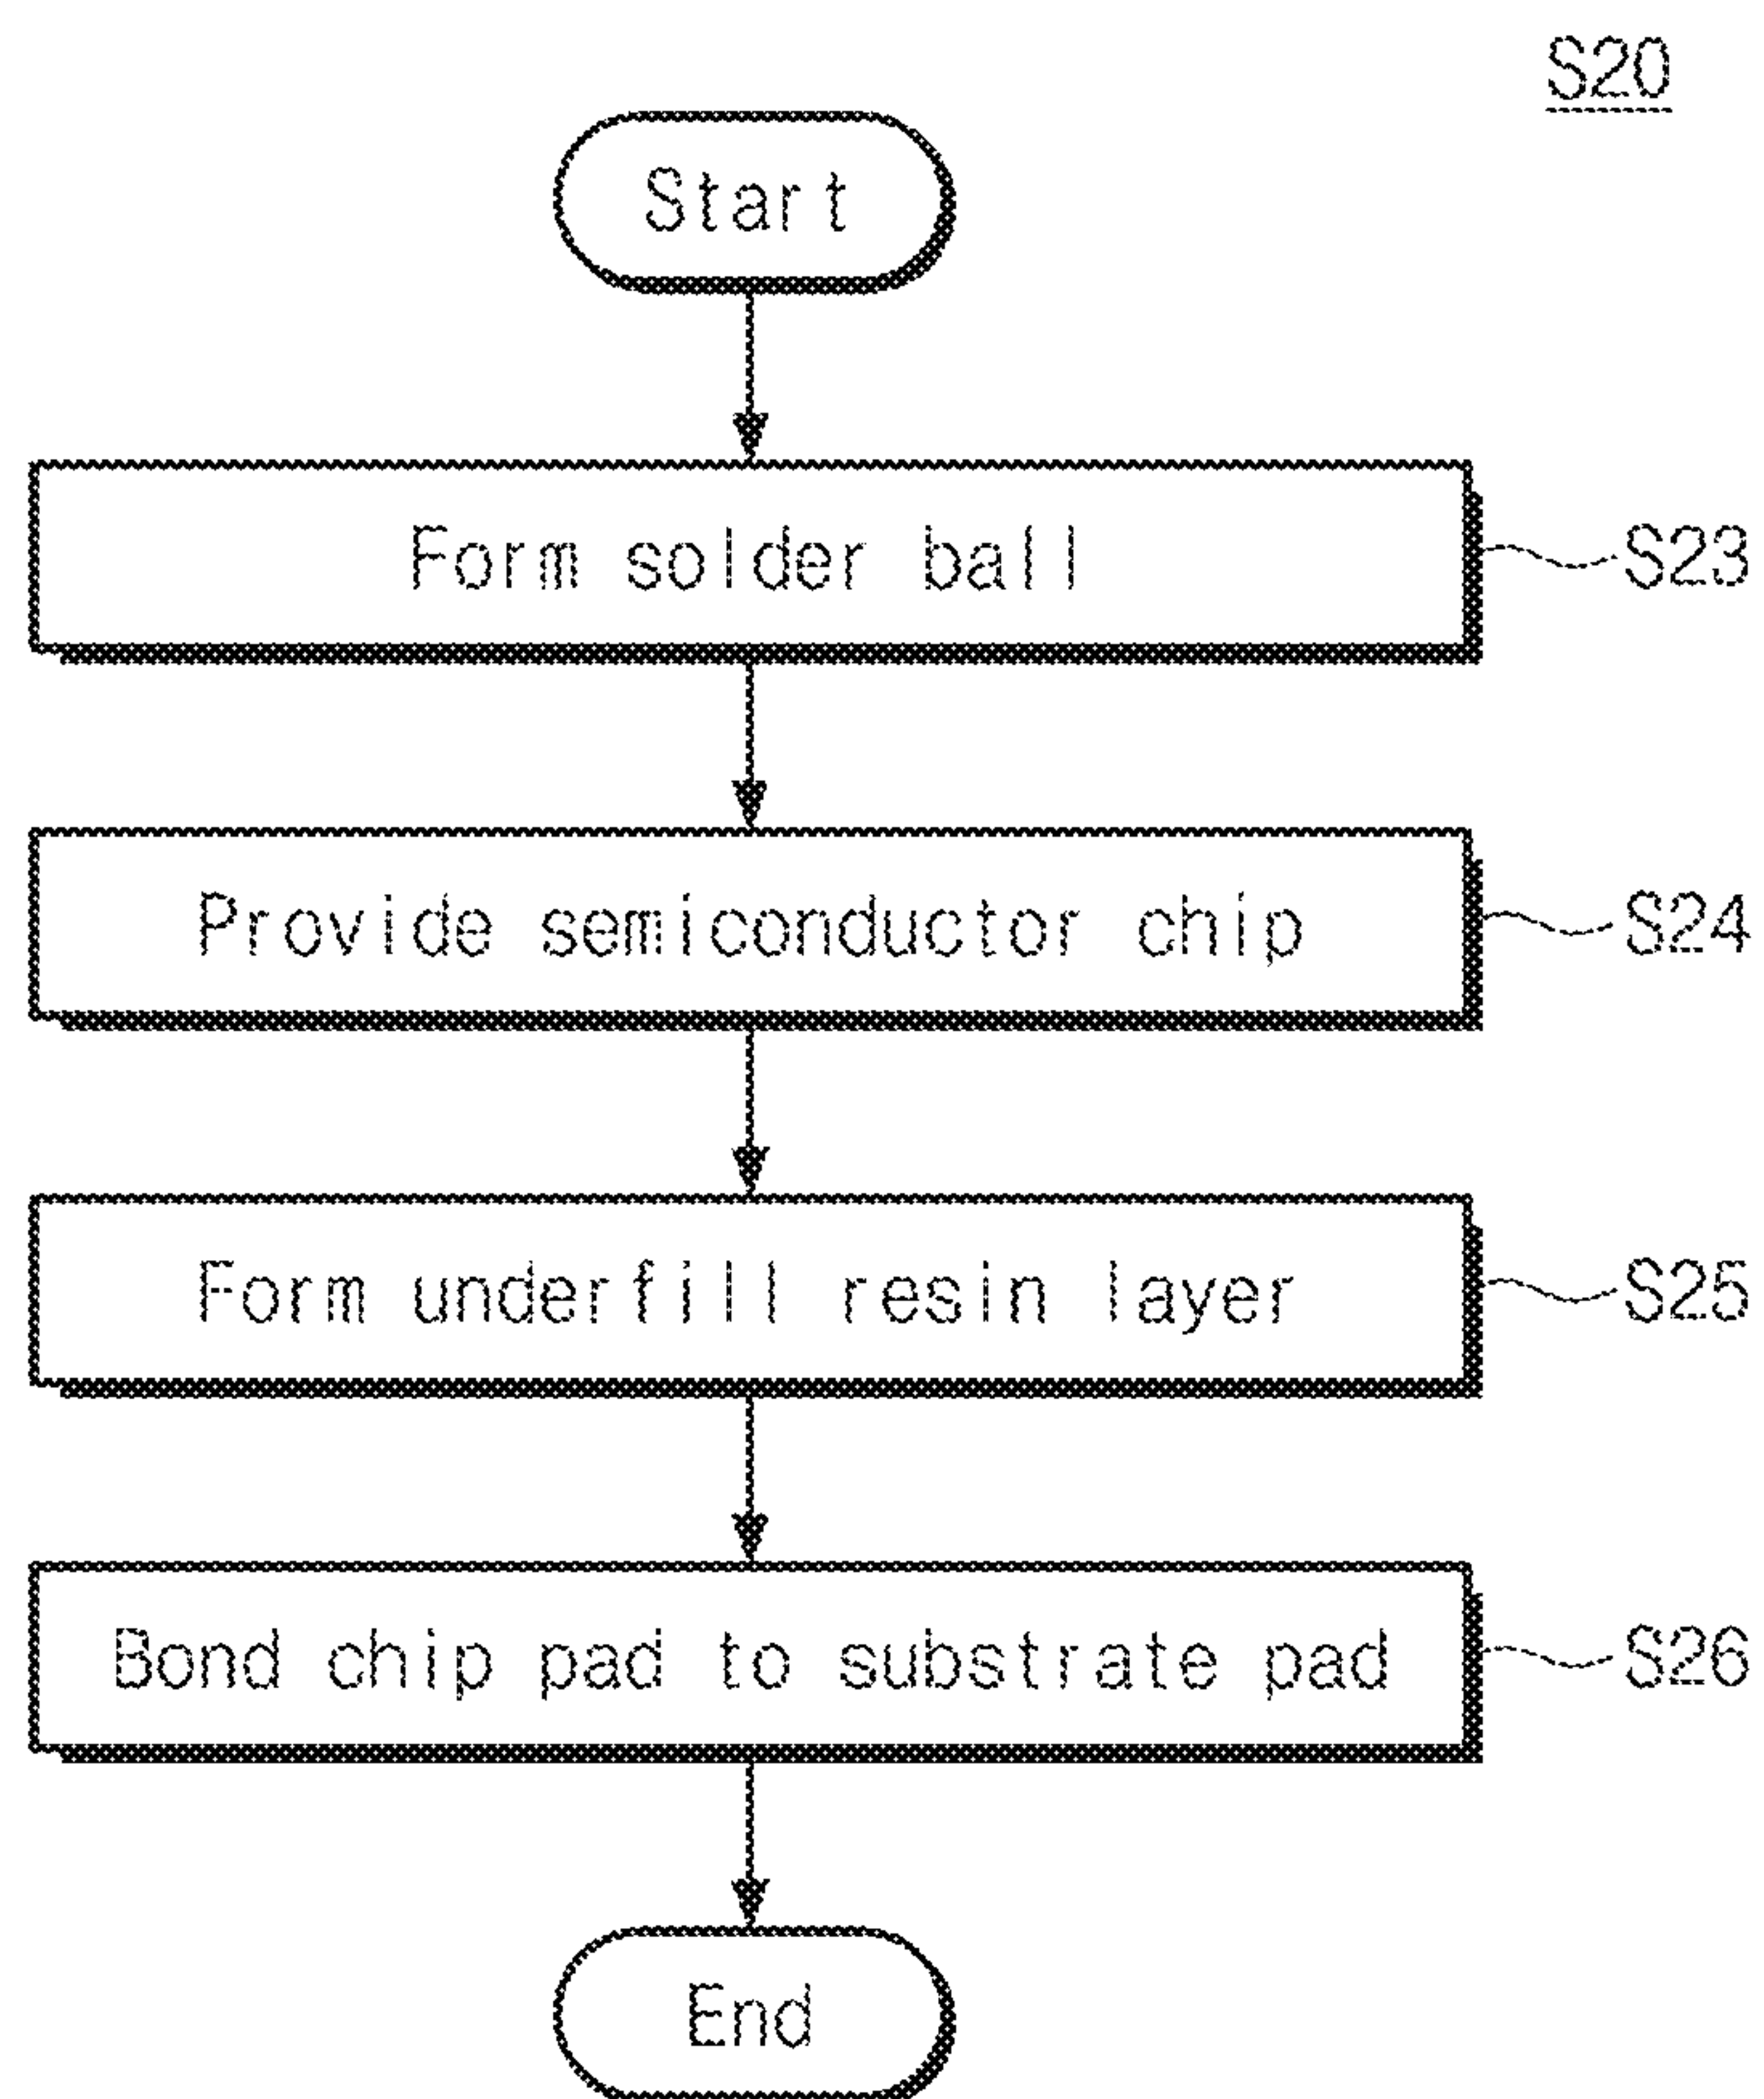 S20
Start
Form solder ball
S23
Provide semiconductor chip
S24
Form underfill resin layer
S25
Bond chip pad to substrate pad
S26
End